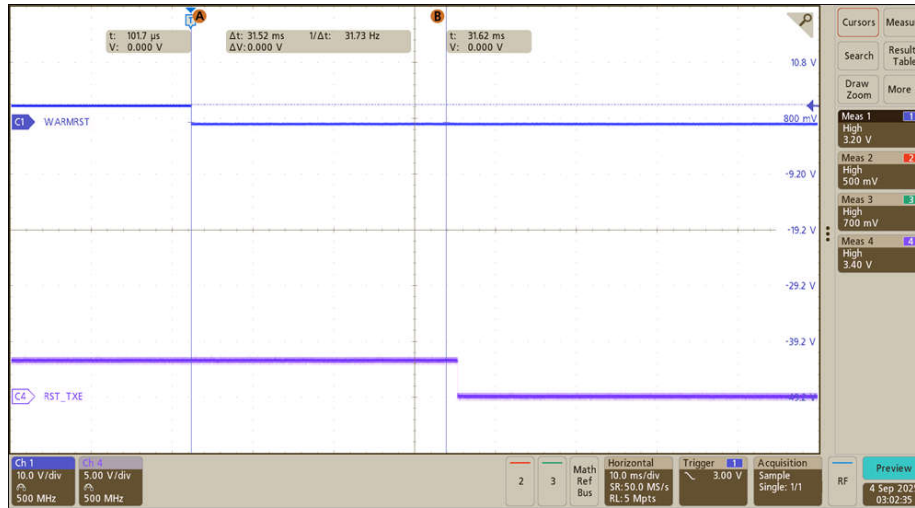 A
B
t: 101.7 µs
V: 0.000 V
Δt: 31.52 ms 1/Δt: 31.73 Hz
ΔV: 0.000 V
t: 31.62 ms
V: 0.000 V
10.8 V
800 mV
-9.20 V
-19.2 V
-29.2 V
-39.2 V
C1 WARMRST
C4 RST_TXE
Cursors
Search
Draw
Zoom
More
Meas 1 1
High
3.20 V
Meas 2 2
High
500 mV
Meas 3 3
High
700 mV
Meas 4 4
High
3.40 V
Ch 1
10.0 V/div
500 MHz
Ch 4
5.00 V/div
500 MHz
2
3
Math
Ref
Bus
Horizontal
10.0 ms/div
SR: 50.0 MS/s
RL: 5 Mpts
Trigger 1
3.00 V
Acquisition
Sample
Single: 1/1
RF
Preview
03:02:35